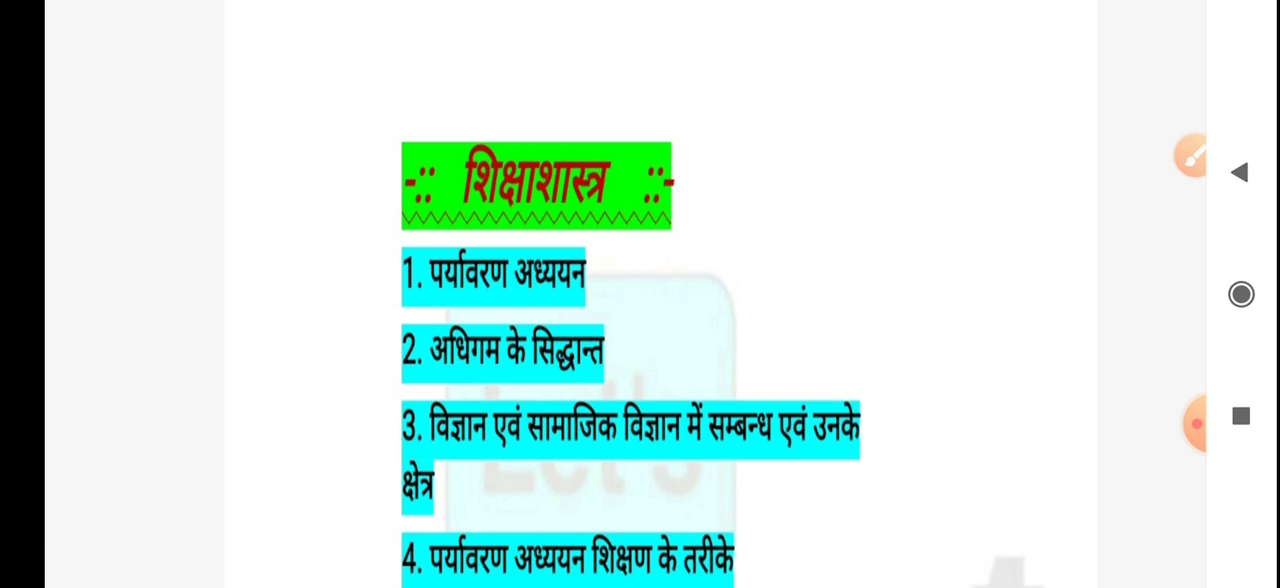 -:: शिक्षाशास्त्र ::-
1. पर्यावरण अध्ययन
2. अधिगम के सिद्धान्त
3. विज्ञान एवं सामाजिक विज्ञान में सम्बन्ध एवं उनके
क्षेत्र
4. पर्यावरण अध्ययन शिक्षण के तरीके